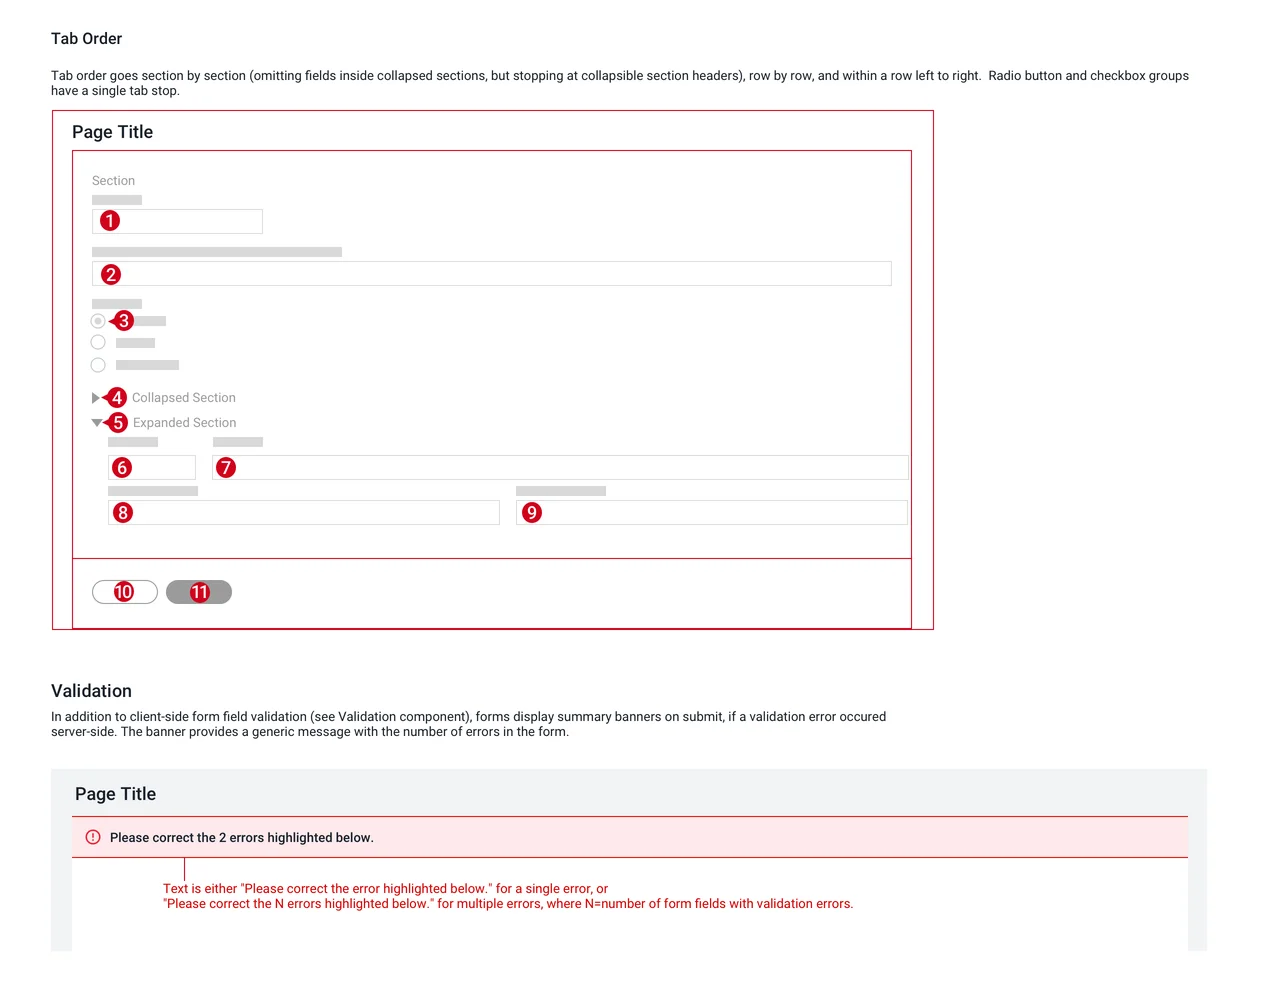 Tab Order
Tab order goes section by section (omitting fields inside collapsed sections, but stopping at collapsible section headers), row by row, and within a row left to right.  Radio button and checkbox groups
have a single tab stop.
Page Title
Section
1
2
3
4 Collapsed Section
5 Expanded Section
6 7
8 9
10 11
Validation
In addition to client-side form field validation (see Validation component), forms display summary banners on submit, if a validation error occured
server-side. The banner provides a generic message with the number of errors in the form.
Page Title
Please correct the 2 errors highlighted below.
Text is either "Please correct the error highlighted below." for a single error, or
"Please correct the N errors highlighted below." for multiple errors, where N=number of form fields with validation errors.